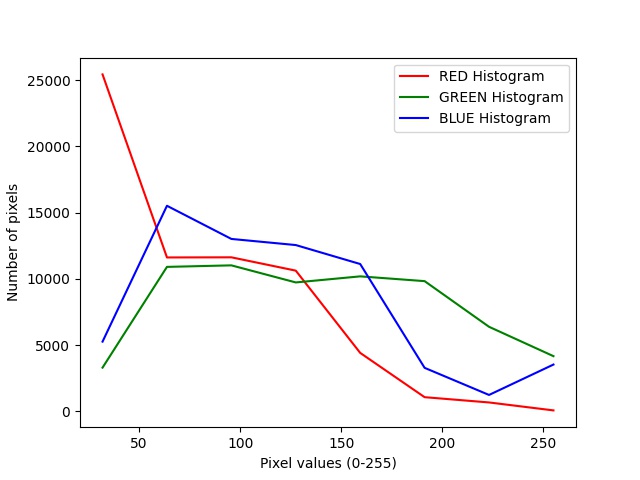 RED Histogram
GREEN Histogram
BLUE Histogram
Number of pixels
25000
20000
15000
10000
5000
0
50 100 150 200 250
Pixel values (0-255)